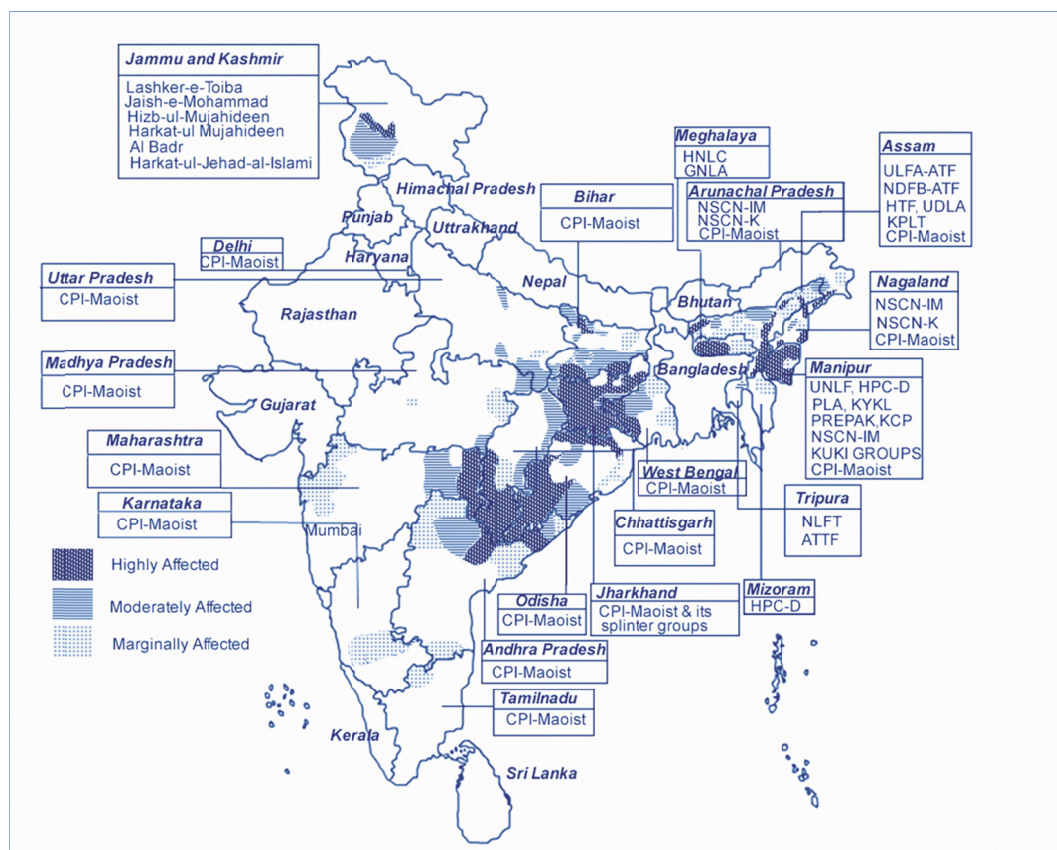 Jammu and Kashmir
Lashker-e-Toiba
Jaish-e-Mohammad
Hizb-ul-Mujahideen
Harkat-ul Mujahideen
Al Badr
Harkat-ul-Jehad-al-Islami
Meghalaya
HNLC
GNLA
Assam
ULFA-ATF
NDFB-ATF
HTF, UDLA
KPLT
CPI-Maoist
Himachal Pradesh
Bihar
CPI-Maoist
Arunachal Pradesh
NSCN-IM
NSCN-K
CPI-Maoist
Punjab
Uttrakhand
Delhi
CPI-Maoist
Haryana
Uttar Pradesh
CPI-Maoist
Nepal
Bhutan
Nagaland
NSCN-IM
NSCN-K
CPI-Maoist
Rajasthan
Madhya Pradesh
CPI-Maoist
Bangladesh
Manipur
UNLF, HPC-D
PLA, KYKL
PREPAK,KCP
NSCN-IM
KUKI GROUPS
CPI-Maoist
Gujarat
Maharashtra
CPI-Maoist
West Bengal
CPI-Maoist
Tripura
NLFT
ATTF
Karnataka
CPI-Maoist
Mumbai
Chhattisgarh
CPI-Maoist
Highly Affected
Moderately Affected
Marginally Affected
Odisha
CPI-Maoist
Jharkhand
CPI-Maoist & its
splinter groups
Mizoram
HPC-D
Andhra Pradesh
CPI-Maoist
Tamilnadu
CPI-Maoist
Kerala
Sri Lanka